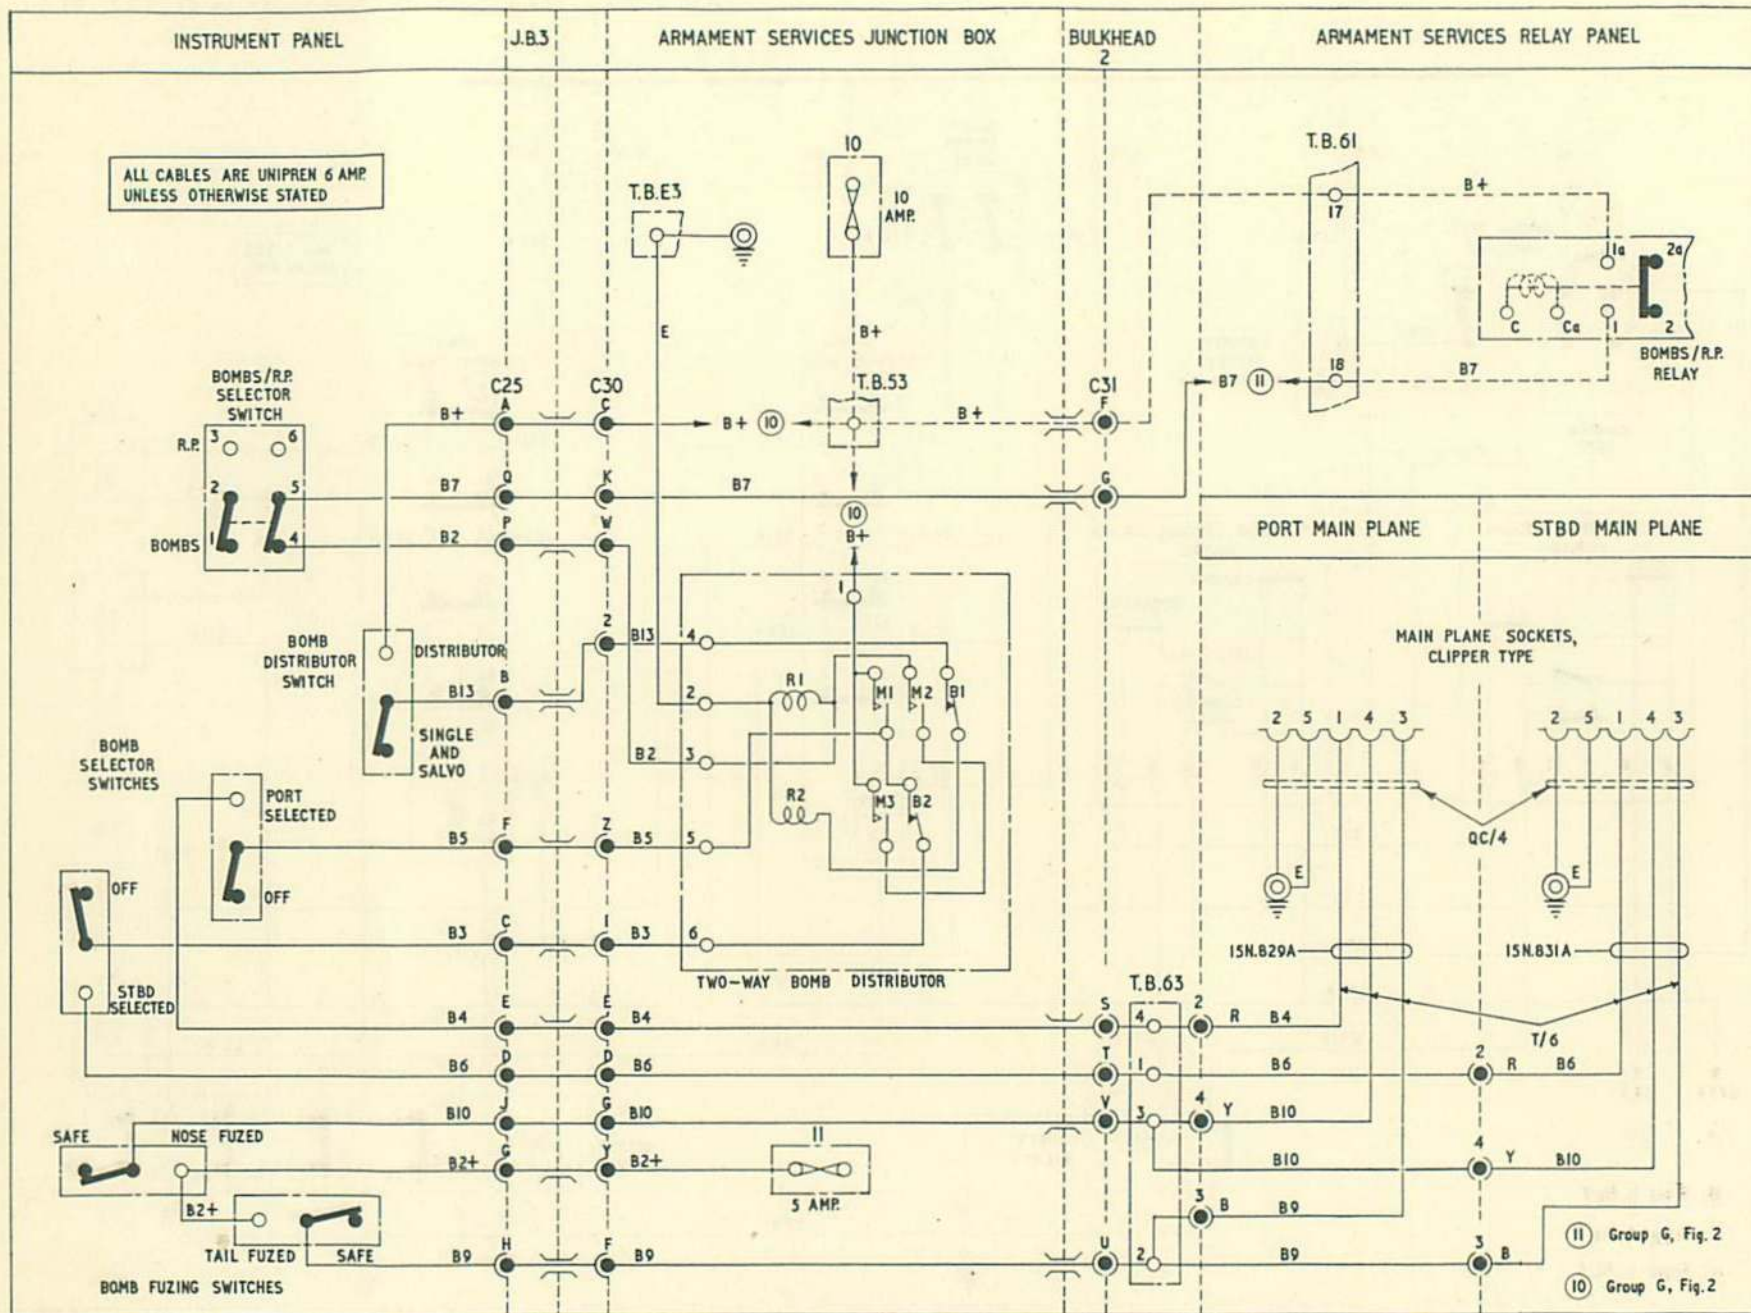 INSTRUMENT PANEL
J.B.3
ARMAMENT SERVICES JUNCTION BOX
BULKHEAD
2
ARMAMENT SERVICES RELAY PANEL
ALL CABLES ARE UNIPREN 6 AMP.
UNLESS OTHERWISE STATED
T.B.E3
10
10
AMP.
T.B.61
17
B+
1a
2a
C
Ca
1
2
BOMBS/R.P.
RELAY
E
B+
18
B7
B7
11
BOMBS/R.P.
SELECTOR
SWITCH
C25
C30
T.B.53
C31
A
C
F
B+
B+
10
B+
R.P.
3
6
2
5
1
4
BOMBS
B7
Q
K
B7
G
B2
P
W
10
B+
PORT MAIN PLANE
STBD MAIN PLANE
1
BOMB
DISTRIBUTOR
SWITCH
DISTRIBUTOR
2
B13
4
B13
B
2
R1
M1
M2
B1
SINGLE
AND
SALVO
B2
3
MAIN PLANE SOCKETS,
CLIPPER TYPE
2
5
1
4
3
2
5
1
4
3
BOMB
SELECTOR
SWITCHES
PORT
SELECTED
R2
M3
B2
B5
F
Z
B5
5
QC/4
OFF
OFF
E
E
B3
C
I
B3
6
15N.829A
15N.831A
TWO-WAY BOMB DISTRIBUTOR
STBD
SELECTED
T.B.63
B4
E
E
B4
S
4
2
R
B4
T/6
B6
D
D
B6
T
1
B6
2
R
B6
B10
J
G
B10
V
3
4
Y
B10
SAFE
NOSE FUZED
11
B2+
G
Y
B2+
5 AMP.
B10
4
Y
B10
B2+
3
B
B9
TAIL FUZED
SAFE
B9
H
F
B9
U
2
B9
3
B
BOMB FUZING SWITCHES
11 Group G, Fig. 2
10 Group G, Fig. 2